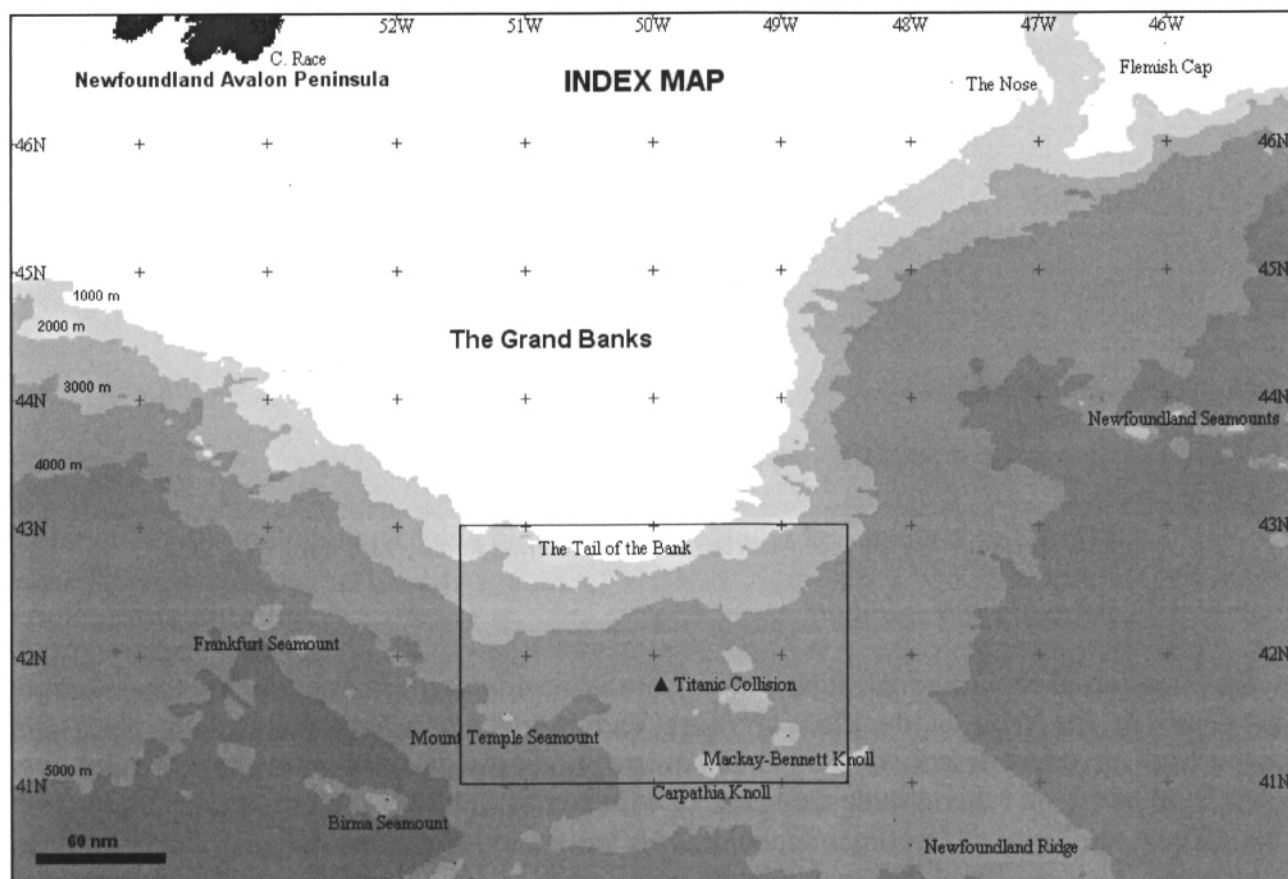 53W 52W 51W 50W 49W 48W 47W 46W
C. Race
Newfoundland Avalon Peninsula
INDEX MAP
The Nose
Flemish Cap
46N 46N
45N 45N
1000 m
2000 m
The Grand Banks
3000 m
44N 44N
Newfoundland Seamounts
4000 m
43N 43N
The Tail of the Bank
Frankfurt Seamount
42N 42N
Titanic Collision
Mount Temple Seamount
Mackay-Bennett Knoll
5000 m
41N 41N
Carpathia Knoll
Birma Seamount
60 nm
Newfoundland Ridge